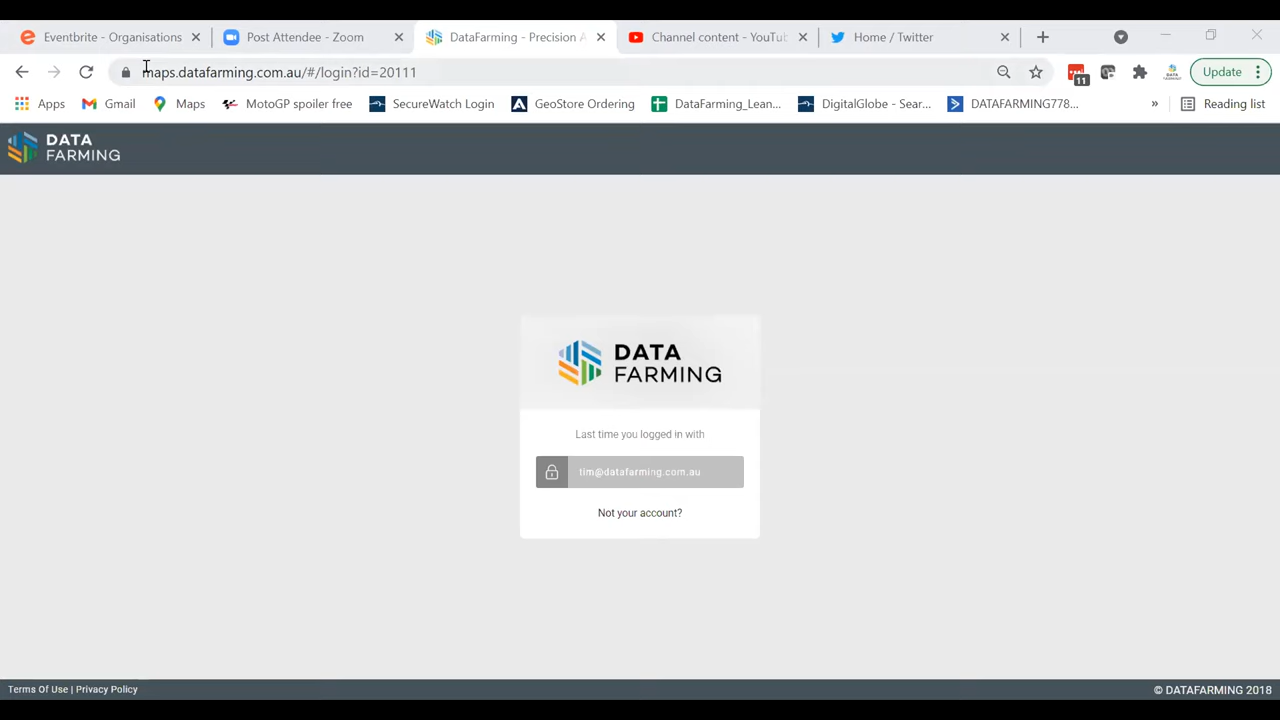 Eventbrite - Organisations
Post Attendee - Zoom
DataFarming - Precision A
Channel content - YouTub
Home / Twitter
maps.datafarming.com.au/#/login?id=20111
11
Update
Apps
Gmail
Maps
MotoGP spoiler free
SecureWatch Login
GeoStore Ordering
DataFarming_Lean...
DigitalGlobe - Sear...
DATAFARMING778...
»
Reading list
DATA
FARMING
DATA
FARMING
Last time you logged in with
tim@datafarming.com.au
Not your account?
Terms Of Use | Privacy Policy
© DATAFARMING 2018